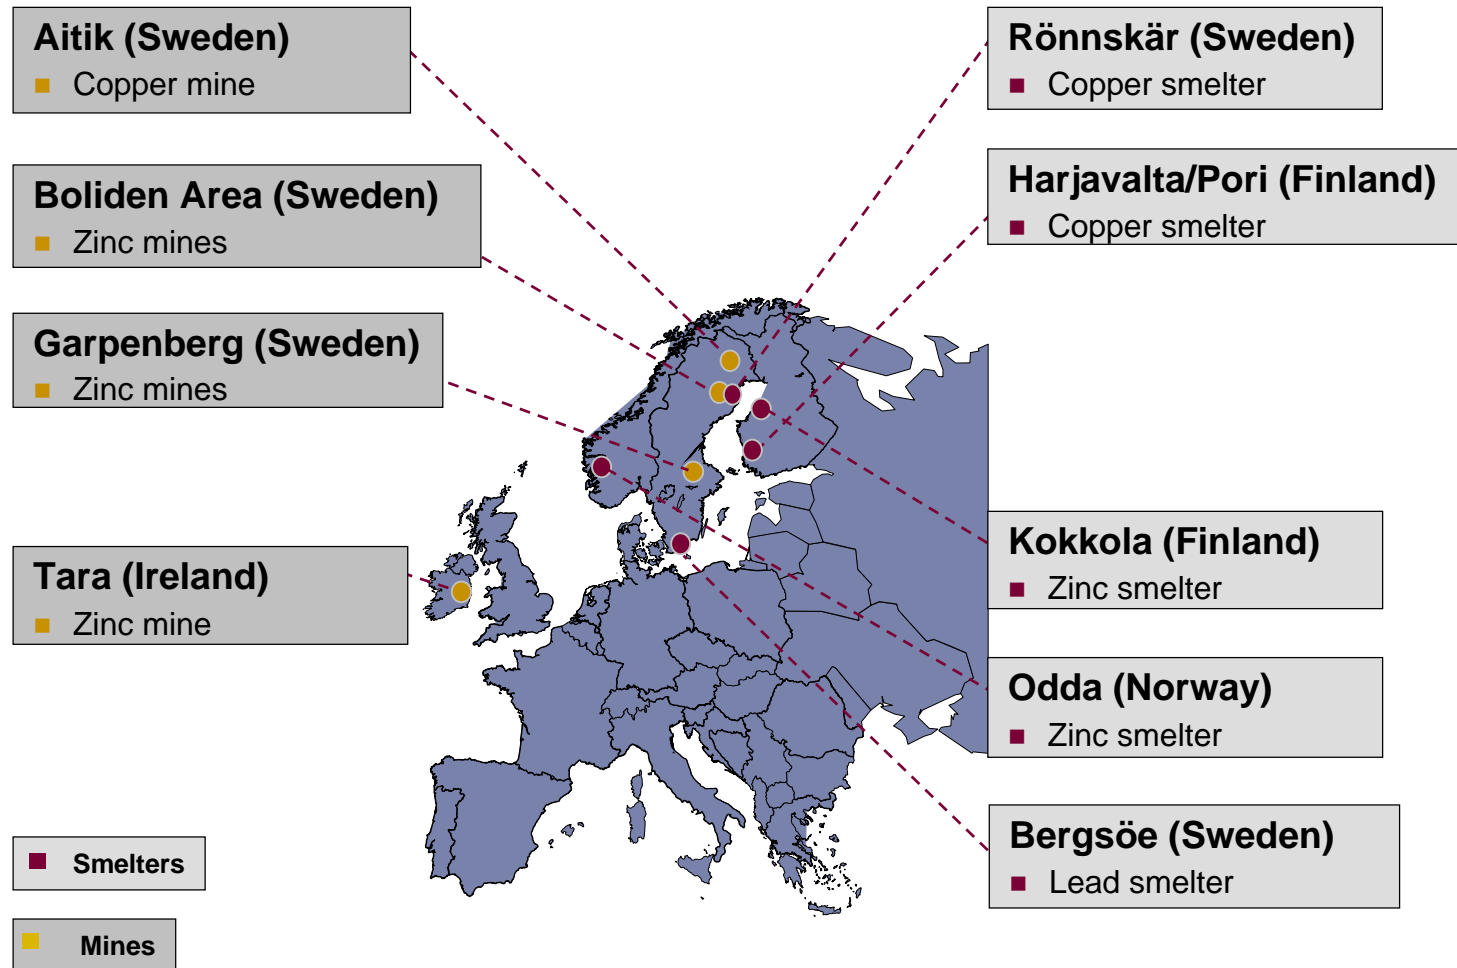 Aitik (Sweden)
Copper mine
Boliden Area (Sweden)
Zinc mines
Garpenberg (Sweden)
Zinc mines
Tara (Ireland)
Zinc mine
Smelters
Mines
Rönnskär (Sweden)
Copper smelter
Harjavalta/Pori (Finland)
Copper smelter
Kokkola (Finland)
Zinc smelter
Odda (Norway)
Zinc smelter
Bergsöe (Sweden)
Lead smelter